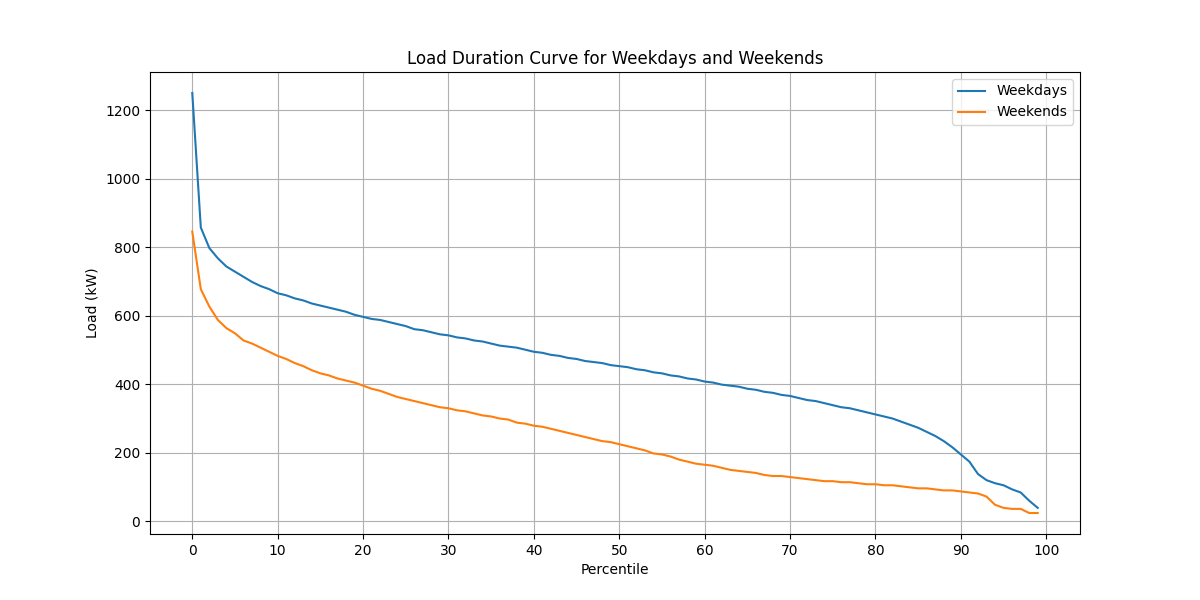 Load Duration Curve for Weekdays and Weekends
Weekdays
Weekends
Load (kW)
1200
1000
800
600
400
200
0
0 10 20 30 40 50 60 70 80 90 100
Percentile